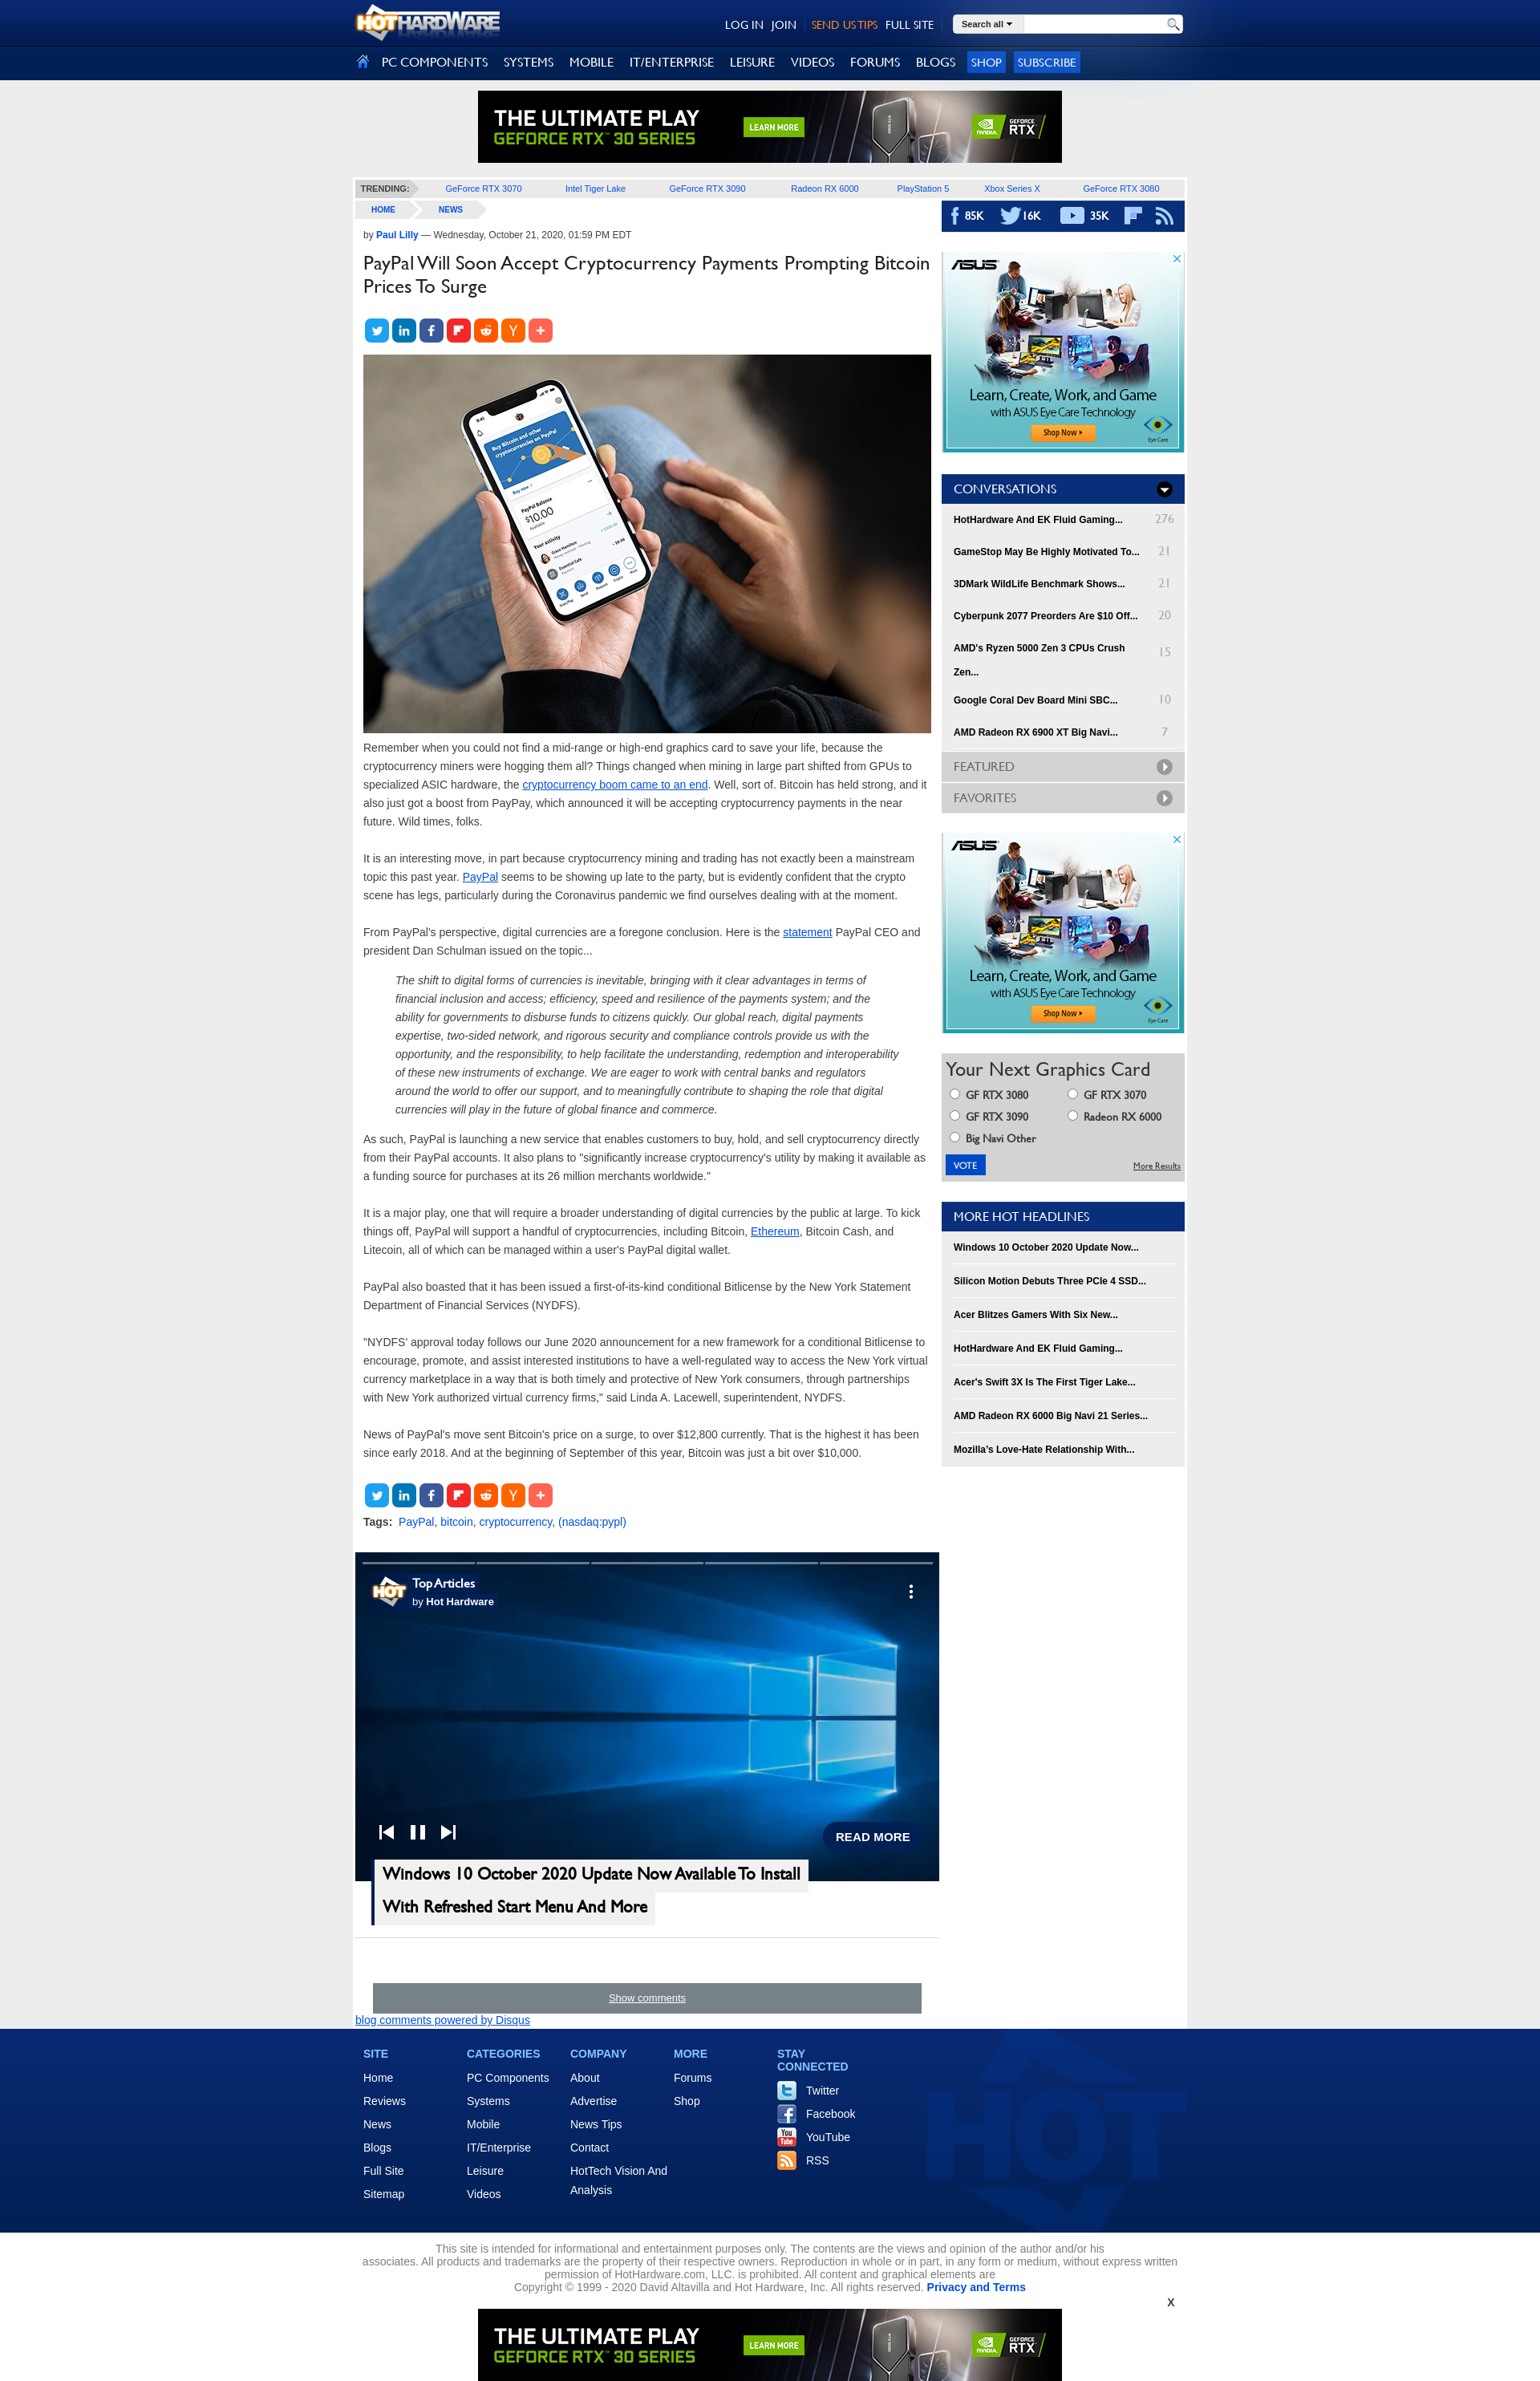 HOTHARDWARE
LOG IN JOIN SEND US TIPS FULL SITE
Search all
PC COMPONENTS SYSTEMS MOBILE IT/ENTERPRISE LEISURE VIDEOS FORUMS BLOGS SHOP SUBSCRIBE
THE ULTIMATE PLAY
GEFORCE RTX™ 30 SERIES
LEARN MORE
NVIDIA GEFORCE RTX
TRENDING: GeForce RTX 3070 Intel Tiger Lake GeForce RTX 3090 Radeon RX 6000 PlayStation 5 Xbox Series X GeForce RTX 3080
HOME NEWS
by Paul Lilly — Wednesday, October 21, 2020, 01:59 PM EDT
PayPal Will Soon Accept Cryptocurrency Payments Prompting Bitcoin
Prices To Surge
9:41
Buy Bitcoin and other
cryptocurrencies on PayPal
Buy now
PayPal Balance
$10.00
Available
Your activity
Remember when you could not find a mid-range or high-end graphics card to save your life, because the
cryptocurrency miners were hogging them all? Things changed when mining in large part shifted from GPUs to
specialized ASIC hardware, the cryptocurrency boom came to an end. Well, sort of. Bitcoin has held strong, and it
also just got a boost from PayPay, which announced it will be accepting cryptocurrency payments in the near
future. Wild times, folks.
It is an interesting move, in part because cryptocurrency mining and trading has not exactly been a mainstream
topic this past year. PayPal seems to be showing up late to the party, but is evidently confident that the crypto
scene has legs, particularly during the Coronavirus pandemic we find ourselves dealing with at the moment.
From PayPal's perspective, digital currencies are a foregone conclusion. Here is the statement PayPal CEO and
president Dan Schulman issued on the topic...
The shift to digital forms of currencies is inevitable, bringing with it clear advantages in terms of
financial inclusion and access; efficiency, speed and resilience of the payments system; and the
ability for governments to disburse funds to citizens quickly. Our global reach, digital payments
expertise, two-sided network, and rigorous security and compliance controls provide us with the
opportunity, and the responsibility, to help facilitate the understanding, redemption and interoperability
of these new instruments of exchange. We are eager to work with central banks and regulators
around the world to offer our support, and to meaningfully contribute to shaping the role that digital
currencies will play in the future of global finance and commerce.
As such, PayPal is launching a new service that enables customers to buy, hold, and sell cryptocurrency directly
from their PayPal accounts. It also plans to "significantly increase cryptocurrency's utility by making it available as
a funding source for purchases at its 26 million merchants worldwide."
It is a major play, one that will require a broader understanding of digital currencies by the public at large. To kick
things off, PayPal will support a handful of cryptocurrencies, including Bitcoin, Ethereum, Bitcoin Cash, and
Litecoin, all of which can be managed within a user's PayPal digital wallet.
PayPal also boasted that it has been issued a first-of-its-kind conditional Bitlicense by the New York Statement
Department of Financial Services (NYDFS).
"NYDFS' approval today follows our June 2020 announcement for a new framework for a conditional Bitlicense to
encourage, promote, and assist interested institutions to have a well-regulated way to access the New York virtual
currency marketplace in a way that is both timely and protective of New York consumers, through partnerships
with New York authorized virtual currency firms," said Linda A. Lacewell, superintendent, NYDFS.
News of PayPal's move sent Bitcoin's price on a surge, to over $12,800 currently. That is the highest it has been
since early 2018. And at the beginning of September of this year, Bitcoin was just a bit over $10,000.
Tags: PayPal, bitcoin, cryptocurrency, (nasdaq:pypl)
Top Articles
by Hot Hardware
READ MORE
Windows 10 October 2020 Update Now Available To Install
With Refreshed Start Menu And More
Show comments
blog comments powered by Disqus
85K 16K 35K
ASUS
Learn, Create, Work, and Game
with ASUS Eye Care Technology
Shop Now
Eye Care
CONVERSATIONS
HotHardware And EK Fluid Gaming... 276
GameStop May Be Highly Motivated To... 21
3DMark WildLife Benchmark Shows... 21
Cyberpunk 2077 Preorders Are $10 Off... 20
AMD's Ryzen 5000 Zen 3 CPUs Crush
Zen... 15
Google Coral Dev Board Mini SBC... 10
AMD Radeon RX 6900 XT Big Navi... 7
FEATURED
FAVORITES
ASUS
Learn, Create, Work, and Game
with ASUS Eye Care Technology
Shop Now
Eye Care
Your Next Graphics Card
GF RTX 3080 GF RTX 3070
GF RTX 3090 Radeon RX 6000
Big Navi Other
VOTE More Results
MORE HOT HEADLINES
Windows 10 October 2020 Update Now...
Silicon Motion Debuts Three PCIe 4 SSD...
Acer Blitzes Gamers With Six New...
HotHardware And EK Fluid Gaming...
Acer's Swift 3X Is The First Tiger Lake...
AMD Radeon RX 6000 Big Navi 21 Series...
Mozilla's Love-Hate Relationship With...
SITE
Home
Reviews
News
Blogs
Full Site
Sitemap
CATEGORIES
PC Components
Systems
Mobile
IT/Enterprise
Leisure
Videos
COMPANY
About
Advertise
News Tips
Contact
HotTech Vision And
Analysis
MORE
Forums
Shop
STAY
CONNECTED
Twitter
Facebook
YouTube
RSS
HOT
This site is intended for informational and entertainment purposes only. The contents are the views and opinion of the author and/or his
associates. All products and trademarks are the property of their respective owners. Reproduction in whole or in part, in any form or medium, without express written
permission of HotHardware.com, LLC. is prohibited. All content and graphical elements are
Copyright © 1999 - 2020 David Altavilla and Hot Hardware, Inc. All rights reserved. Privacy and Terms
X
THE ULTIMATE PLAY
GEFORCE RTX™ 30 SERIES
LEARN MORE
NVIDIA GEFORCE RTX